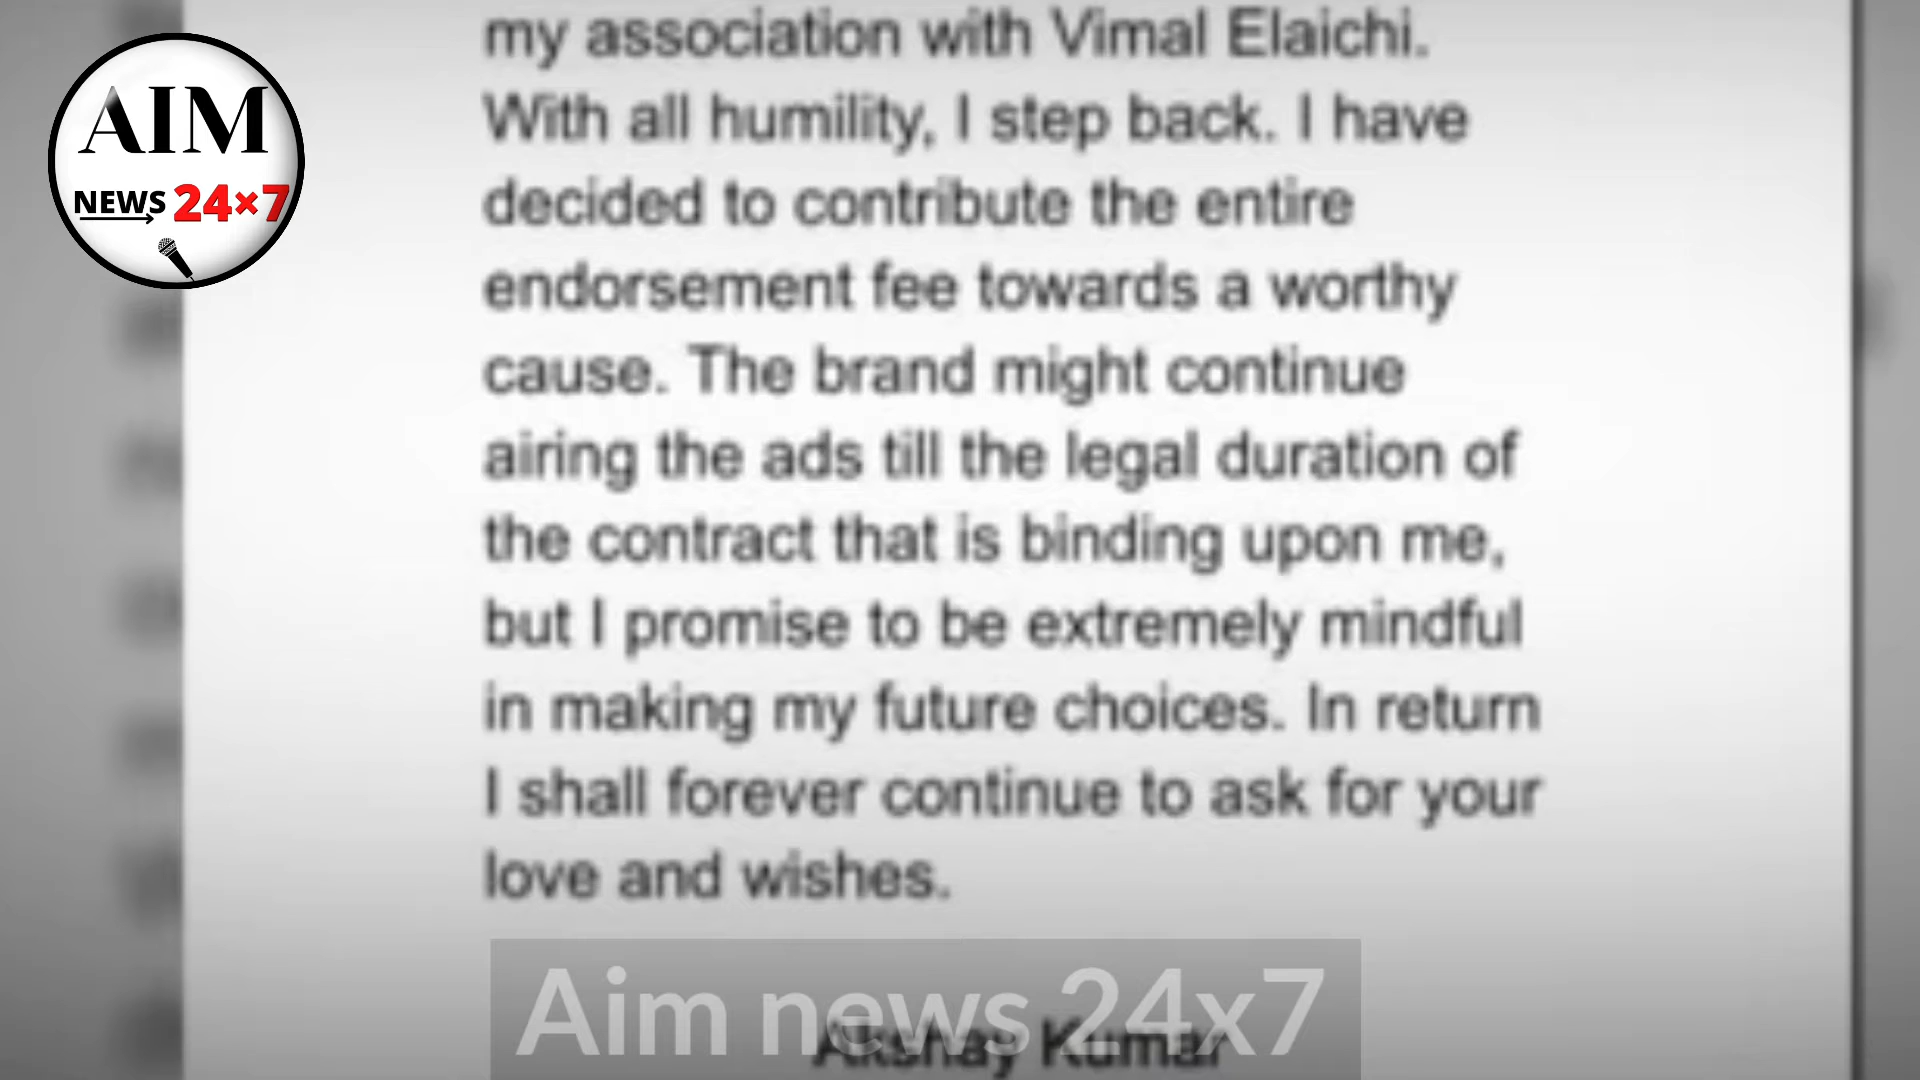 AIM
NEWS 24×7
my association with Vimal Elaichi.
With all humility, I step back. I have
decided to contribute the entire
endorsement fee towards a worthy
cause. The brand might continue
airing the ads till the legal duration of
the contract that is binding upon me,
but I promise to be extremely mindful
in making my future choices. In return
I shall forever continue to ask for your
love and wishes.
Aim news 24x7
Akshay Kumar